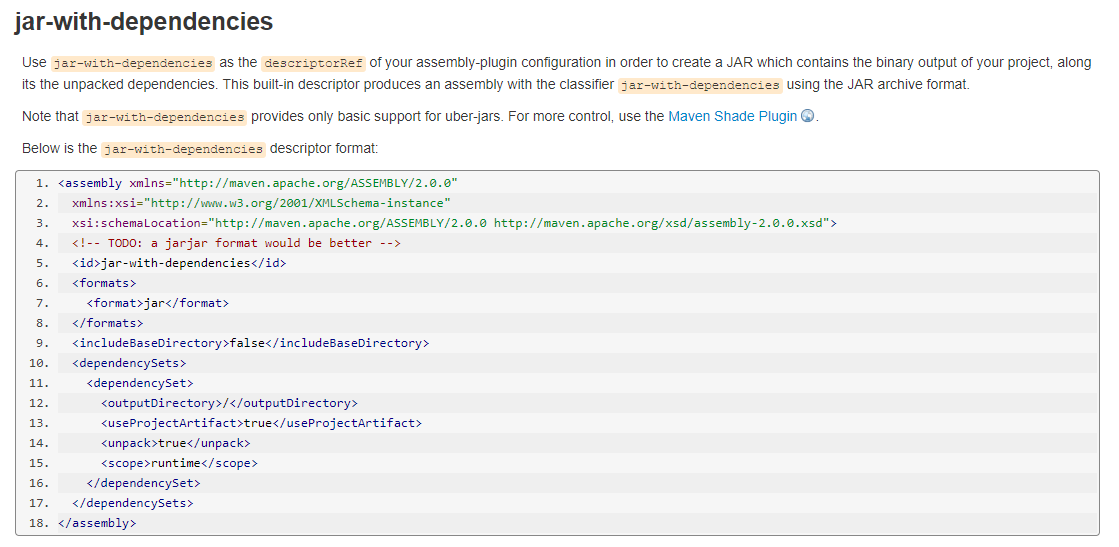 jar-with-dependencies
Use jar-with-dependencies as the descriptorRef of your assembly-plugin configuration in order to create a JAR which contains the binary output of your project, along
its the unpacked dependencies. This built-in descriptor produces an assembly with the classifier jar-with-dependencies using the JAR archive format.
Note that jar-with-dependencies provides only basic support for uber-jars. For more control, use the Maven Shade Plugin.
Below is the jar-with-dependencies descriptor format:
1. <assembly xmlns="http://maven.apache.org/ASSEMBLY/2.0.0"
2.   xmlns:xsi="http://www.w3.org/2001/XMLSchema-instance"
3.   xsi:schemaLocation="http://maven.apache.org/ASSEMBLY/2.0.0 http://maven.apache.org/xsd/assembly-2.0.0.xsd">
4.   <!-- TODO: a jarjar format would be better -->
5.   <id>jar-with-dependencies</id>
6.   <formats>
7.     <format>jar</format>
8.   </formats>
9.   <includeBaseDirectory>false</includeBaseDirectory>
10.   <dependencySets>
11.     <dependencySet>
12.       <outputDirectory>/</outputDirectory>
13.       <useProjectArtifact>true</useProjectArtifact>
14.       <unpack>true</unpack>
15.       <scope>runtime</scope>
16.     </dependencySet>
17.   </dependencySets>
18. </assembly>